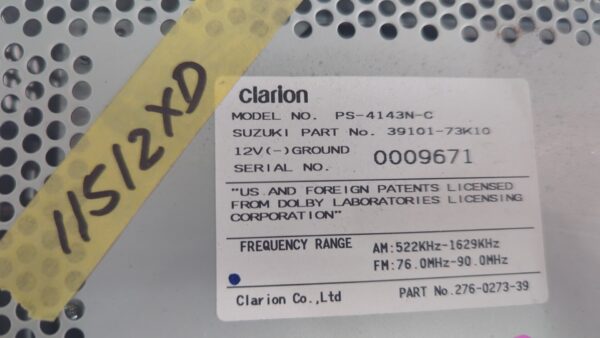 11512XD
Clarion
MODEL NO. PS-4143N-C
SUZUKI PART No. 39101-73K10
12V(-)GROUND
SERIAL NO. 0009671
"US AND FOREIGN PATENTS LICENSED
FROM DOLBY LABORATORIES LICENSING
CORPORATION"
FREQUENCY RANGE AM:522KHz-1629KHz
FM:76.0MHz-90.0MHz
Clarion Co.,Ltd PART No.276-0273-39